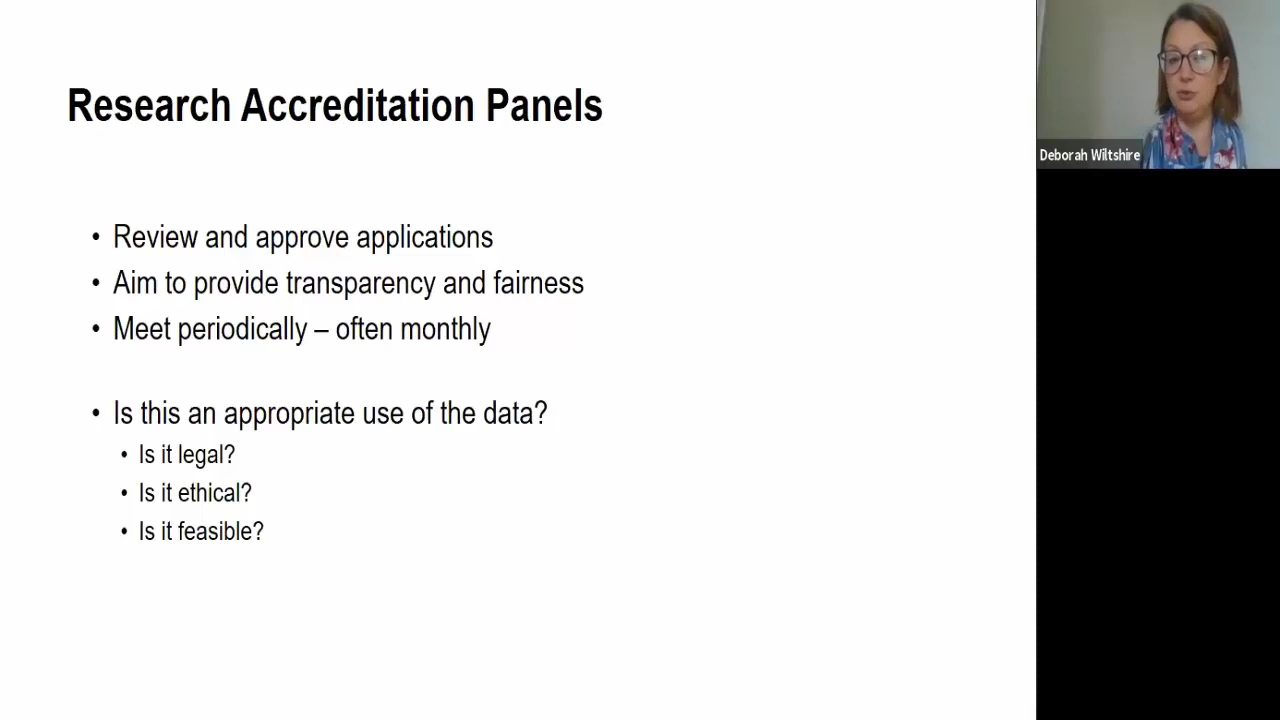 Research Accreditation Panels
• Review and approve applications
• Aim to provide transparency and fairness
• Meet periodically – often monthly
• Is this an appropriate use of the data?
• Is it legal?
• Is it ethical?
• Is it feasible?
Deborah Wiltshire